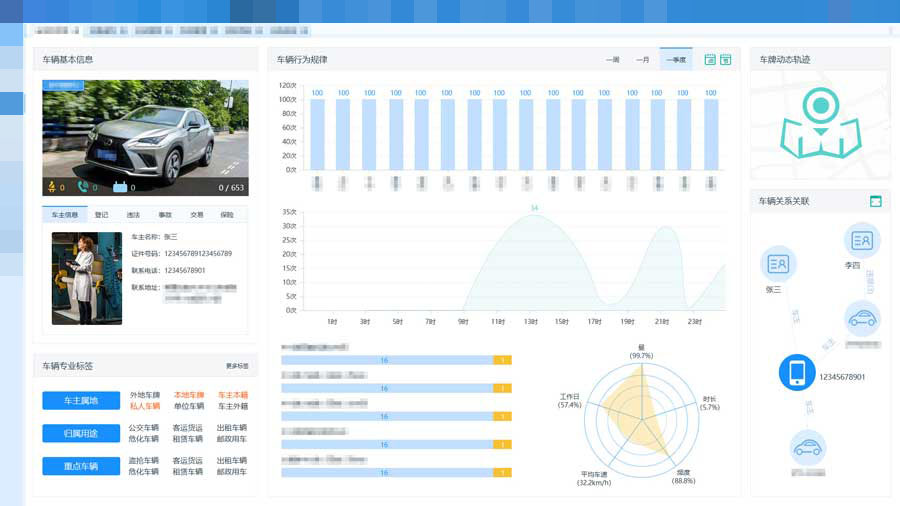 车辆基本信息
0 0 0 0 / 653
车主信息 登记 违法 事故 交易 保险
车主名称: 张三
证件号码: 123456789123456789
联系电话: 12345678901
联系地址:
车辆专业标签 更多标签
车主属地 外地车牌 本地车牌 车主本籍
私人车辆 单位车辆 车主外籍
归属用途 公交车辆 客运货运 出租车辆
危化车辆 租赁车辆 邮政用车
重点车辆 盗抢车辆 客运货运 出租车辆
危化车辆 租赁车辆 邮政用车
车辆行为规律 一周 一月 一季度
120次
100次
80次
60次
40次
20次
0次
100 100 100 100 100 100 100 100 100 100 100 100 100 100 100 100
35次
30次
25次
20次
15次
10次
5次
0次
34
1时 3时 5时 7时 9时 11时 13时 15时 17时 19时 21时 23时
16 1
16 1
16 1
16 1
16 1
昼
(99.7%)
时长
(5.7%)
频度
(88.8%)
平均车速
(32.2km/h)
工作日
(57.4%)
车牌动态轨迹
车辆关系关联
李四
张三
车主
车主
12345678901
车主